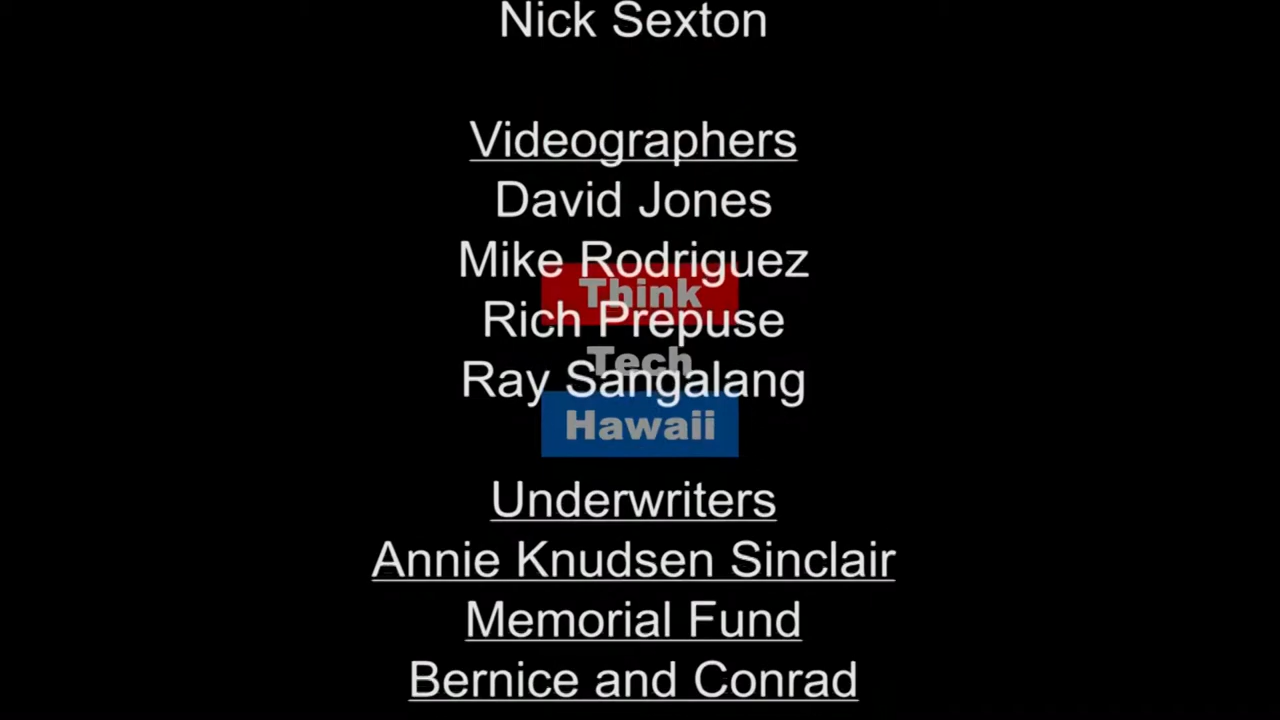 Nick Sexton
Videographers
David Jones
Mike Rodriguez
Think
Rich Prepuse
Tech
Ray Sangalang
Hawaii
Underwriters
Annie Knudsen Sinclair
Memorial Fund
Bernice and Conrad